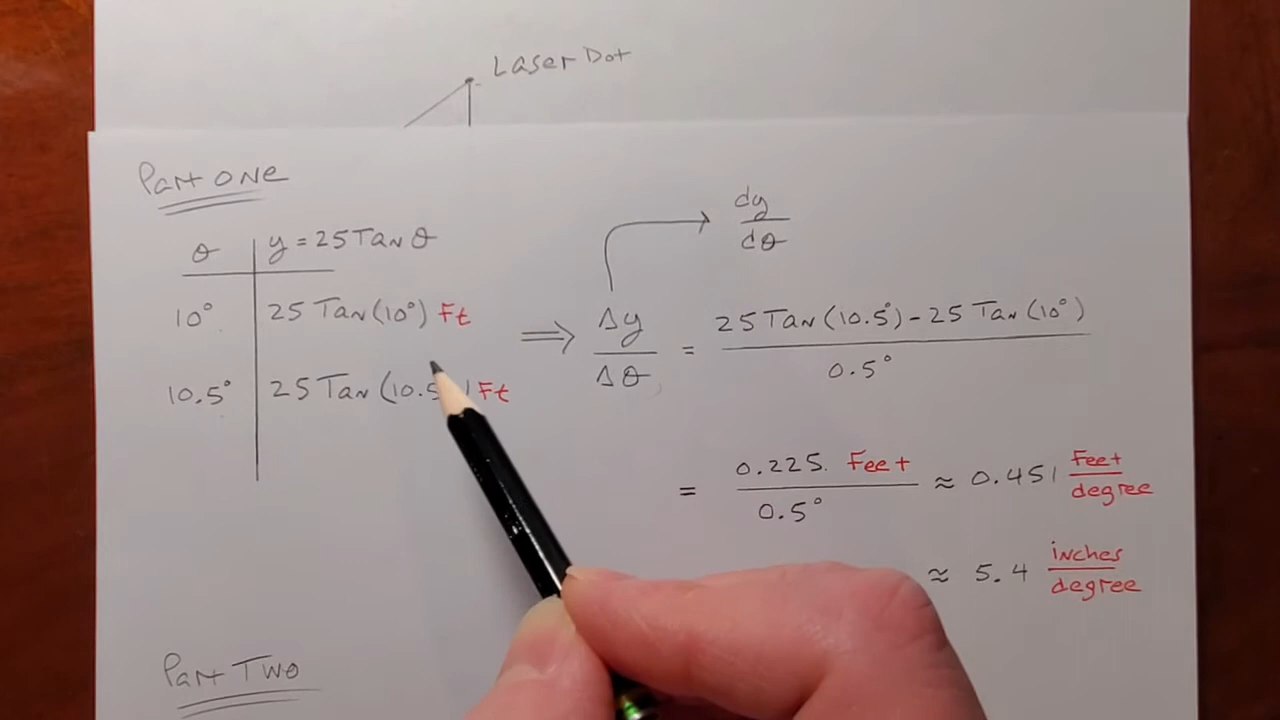 Laser Dot
Part One
θ y = 25 Tan θ
10° 25 Tan (10°) Ft
10.5° 25 Tan (10.5 ) Ft
dy
dθ
⇒ Δy/Δθ = 25 Tan (10.5°) - 25 Tan (10°)
0.5°
= 0.225 Feet / 0.5° ≈ 0.451 Feet/degree
≈ 5.4 inches/degree
Part Two